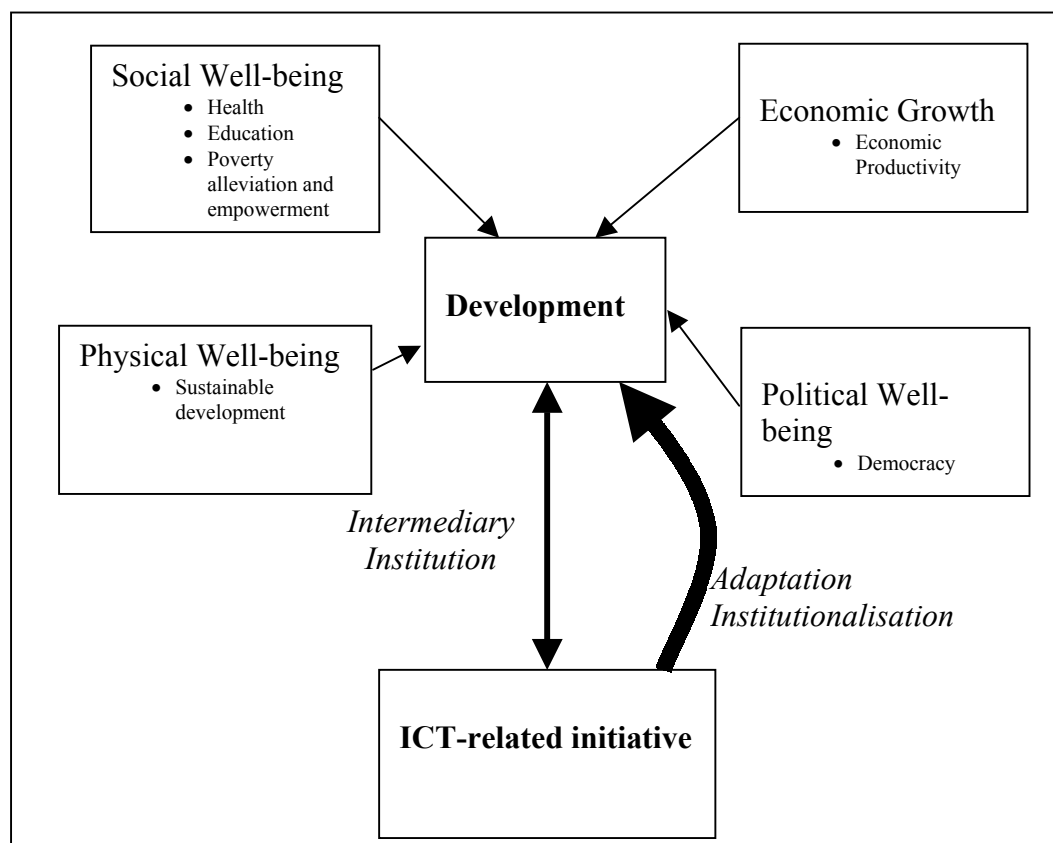 Social Well-being
• Health
• Education
• Poverty
alleviation and
empowerment
Economic Growth
• Economic
Productivity
Development
Physical Well-being
• Sustainable
development
Political Well-
being
• Democracy
Intermediary
Institution
Adaptation
Institutionalisation
ICT-related initiative